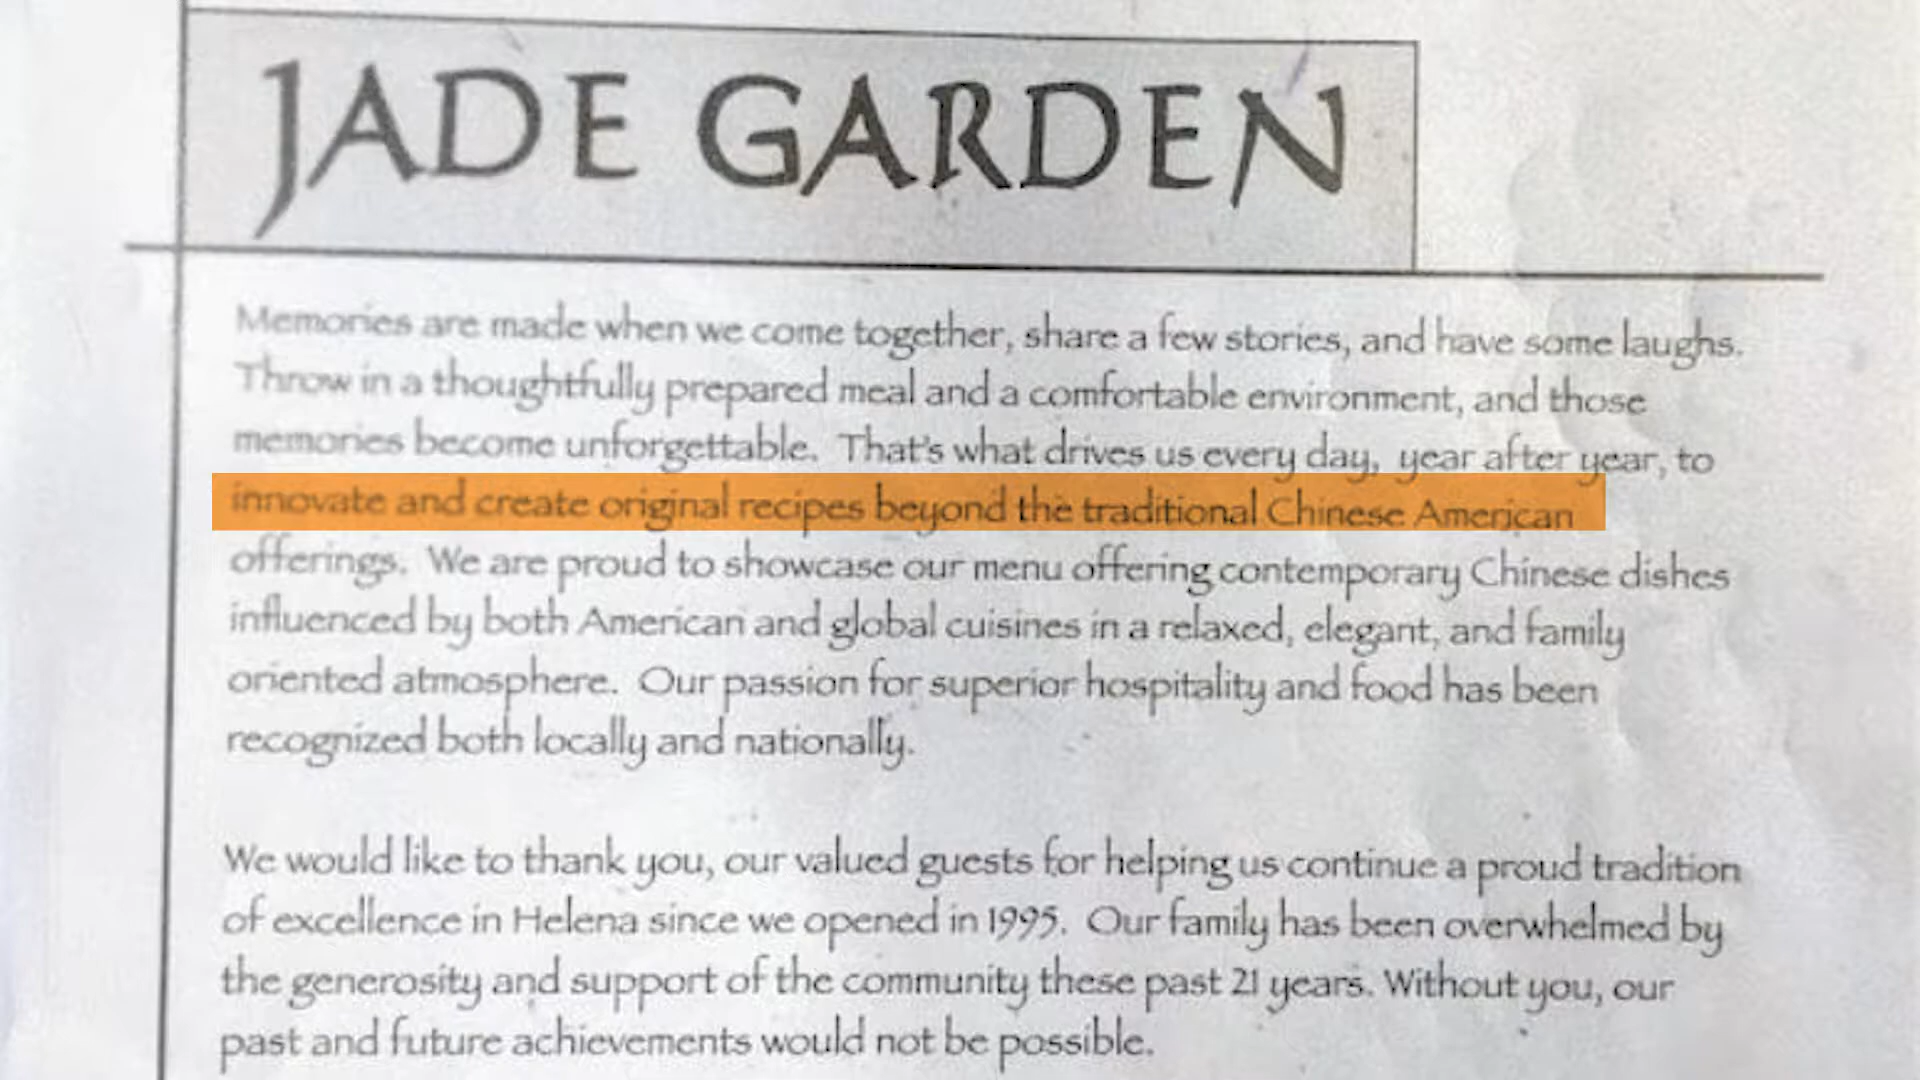 JADE GARDEN
Memories are made when we come together, share a few stories, and have some laughs.
Throw in a thoughtfully prepared meal and a comfortable environment, and those
memories become unforgettable. That's what drives us every day, year after year, to
innovate and create original recipes beyond the traditional Chinese American
offerings. We are proud to showcase our menu offering contemporary Chinese dishes
influenced by both American and global cuisines in a relaxed, elegant, and family
oriented atmosphere. Our passion for superior hospitality and food has been
recognized both locally and nationally.
We would like to thank you, our valued guests for helping us continue a proud tradition
of excellence in Helena since we opened in 1995. Our family has been overwhelmed by
the generosity and support of the community these past 21 years. Without you, our
past and future achievements would not be possible.